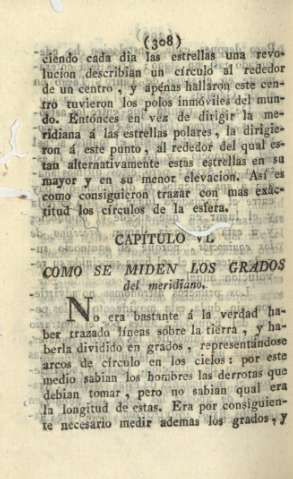 (308)
ciendo cada dia las estrellas una revo-
lucion describian un círculo al rededor
de un centro , y apénas hallaron este cen-
tro tuvieron los polos inmóviles del mun-
do. Entónces en vez de dirigir la me-
ridiana á las estrellas polares , la dirigie-
ron á este punto , al rededor del qual es-
tan alternativamente estas estrellas en su
mayor y en su menor elevacion. Así es
como consiguieron trazar con mas exâc-
titud los círculos de la esfera.
CAPÍTULO VI.
COMO SE MIDEN LOS GRADOS
del meridiano.
No era bastante á la verdad ha-
ber trazado líneas sobre la tierra , y ha-
berla dividido en grados , representándose
arcos de círculo en los cielos : por este
medio sabian los hombres las derrotas que
debian tomar , pero no sabian qual era
la longitud de estas. Era por consiguien-
te necesario medir ademas los grados, y